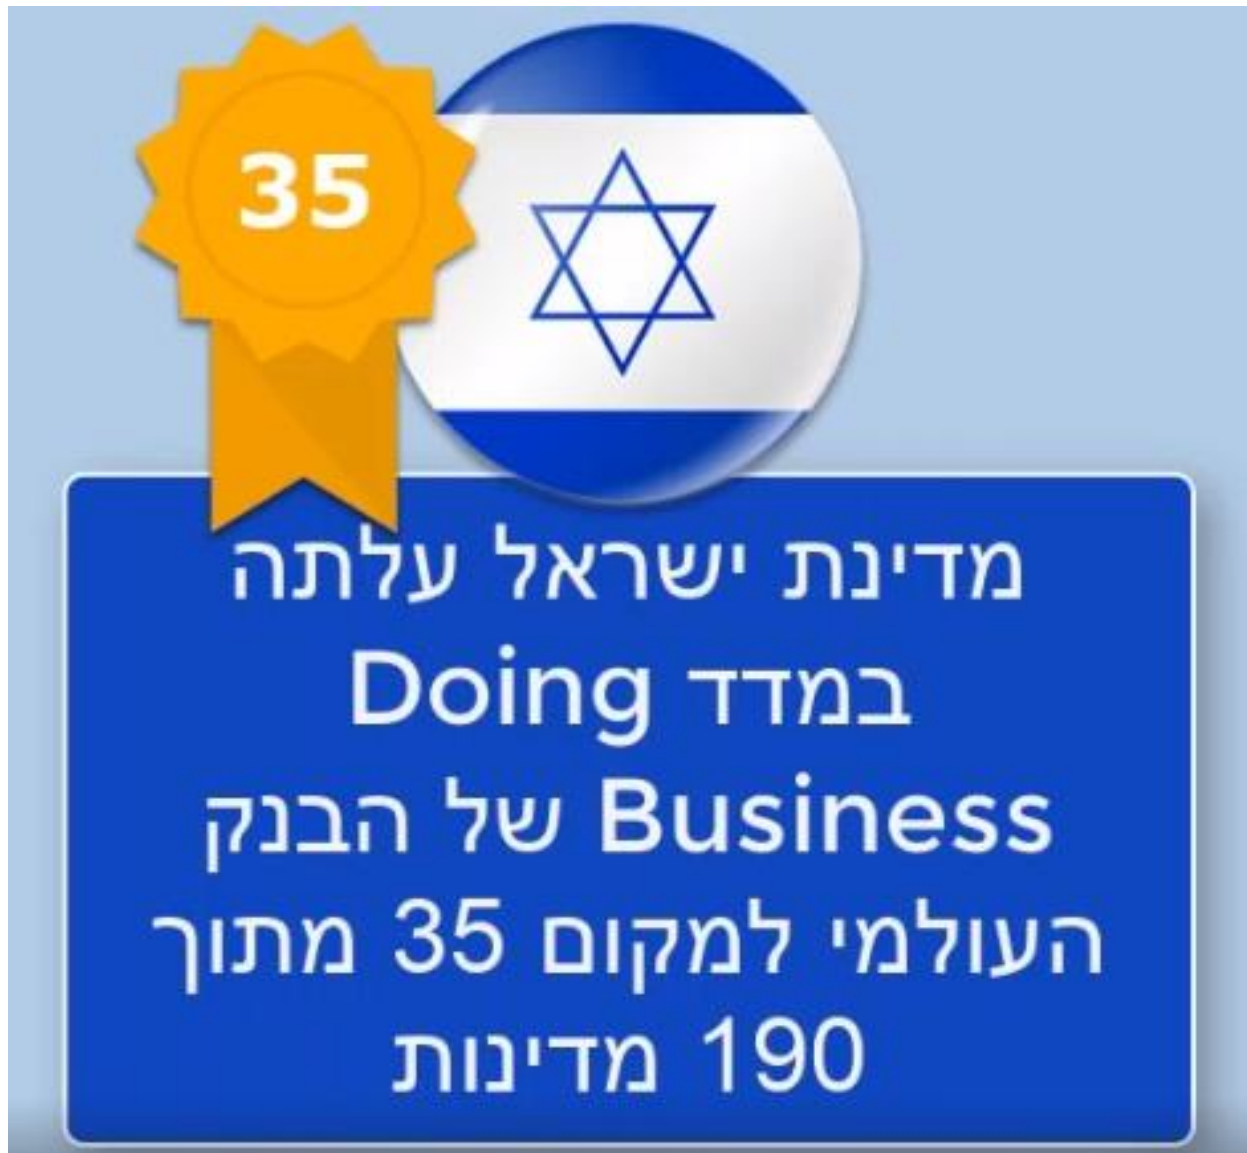 35
מדינת ישראל עלתה
במדד Doing
Business של הבנק
העולמי למקום 35 מתוך
190 מדינות